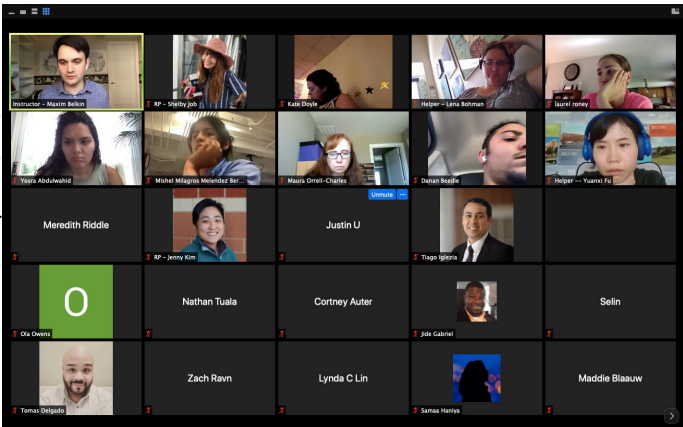 Instructor – Maxim Belkin
RP – Shelby Job
Kate Doyle
Helper – Lena Bohman
laurel roney
Yosra Abdulwahid
Mishel Milagros Melendez Ber...
Maura Orrell-Charles
Danan Beedie
Helper -- Yuanxi Fu
Meredith Riddle
RP – Jenny Kim
Unmute
Justin U
Tiago Iglezia
O
Ola Owens
Nathan Tuala
Cortney Auter
Jide Gabriel
Selin
Tomas Delgado
Zach Ravn
Lynda C Lin
Samaa Haniya
Maddie Blaauw